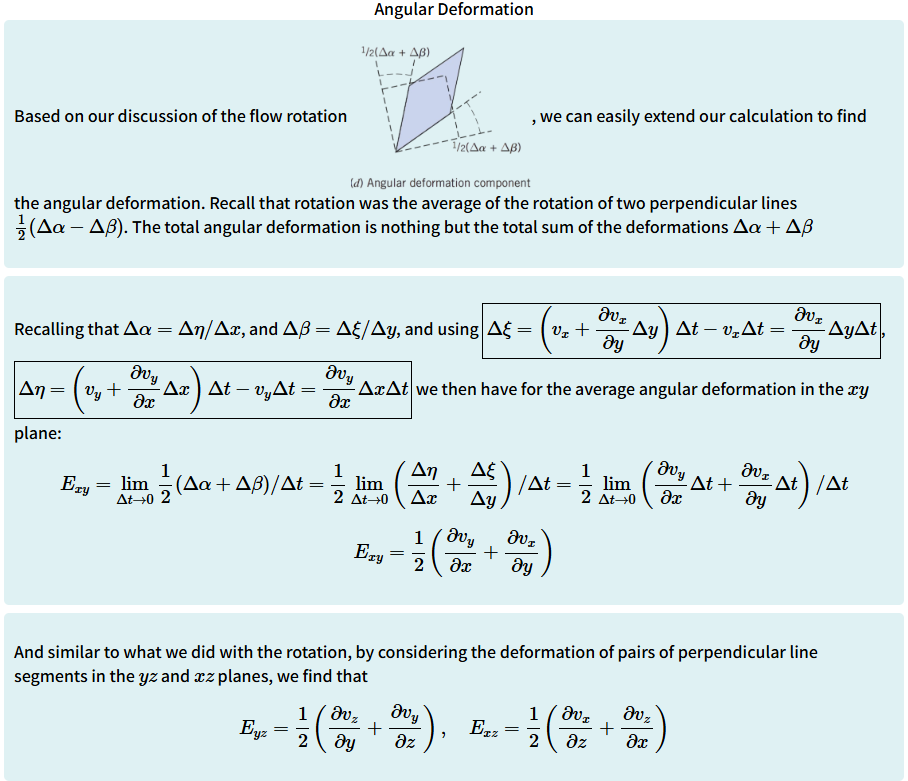 Angular Deformation
1/2(Δα + Δβ)
Based on our discussion of the flow rotation , we can easily extend our calculation to find
1/2(Δα + Δβ)
(d) Angular deformation component
the angular deformation. Recall that rotation was the average of the rotation of two perpendicular lines
$\frac{1}{2}(\Delta\alpha - \Delta\beta)$. The total angular deformation is nothing but the total sum of the deformations $\Delta\alpha + \Delta\beta$
Recalling that $\Delta\alpha = \Delta\eta/\Delta x$, and $\Delta\beta = \Delta\xi/\Delta y$, and using $\Delta\xi = \left(v_x + \frac{\partial v_x}{\partial y}\Delta y\right)\Delta t - v_x\Delta t = \frac{\partial v_x}{\partial y}\Delta y\Delta t$,
$\Delta\eta = \left(v_y + \frac{\partial v_y}{\partial x}\Delta x\right)\Delta t - v_y\Delta t = \frac{\partial v_y}{\partial x}\Delta x\Delta t$ we then have for the average angular deformation in the $xy$
plane:
$E_{xy} = \lim_{\Delta t \to 0} \frac{1}{2}(\Delta\alpha + \Delta\beta)/\Delta t = \frac{1}{2}\lim_{\Delta t \to 0}\left(\frac{\Delta\eta}{\Delta x} + \frac{\Delta\xi}{\Delta y}\right)/\Delta t = \frac{1}{2}\lim_{\Delta t \to 0}\left(\frac{\partial v_y}{\partial x}\Delta t + \frac{\partial v_x}{\partial y}\Delta t\right)/\Delta t$
$E_{xy} = \frac{1}{2}\left(\frac{\partial v_y}{\partial x} + \frac{\partial v_x}{\partial y}\right)$
And similar to what we did with the rotation, by considering the deformation of pairs of perpendicular line
segments in the $yz$ and $xz$ planes, we find that
$E_{yz} = \frac{1}{2}\left(\frac{\partial v_z}{\partial y} + \frac{\partial v_y}{\partial z}\right), \quad E_{xz} = \frac{1}{2}\left(\frac{\partial v_x}{\partial z} + \frac{\partial v_z}{\partial x}\right)$